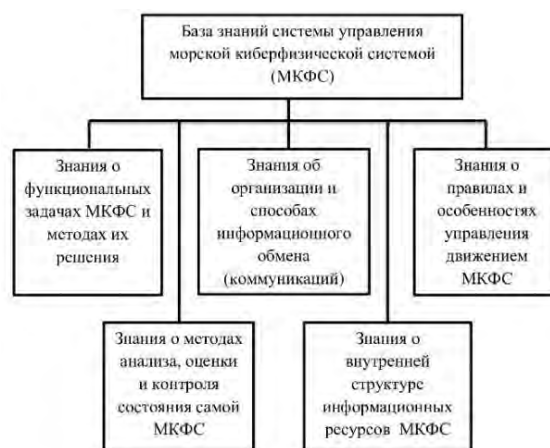 База знаний системы управления
морской киберфизической системой
(МКФС)
Знания о
функциональных
задачах МКФС и
методах их
решения
Знания об
организации и
способах
информационного
обмена
(коммуникаций)
Знания о
правилах и
особенностях
управления
движением
МКФС
Знания о методах
анализа, оценки
и контроля
состояния самой
МКФС
Знания о
внутренней
структуре
информационных
ресурсов МКФС